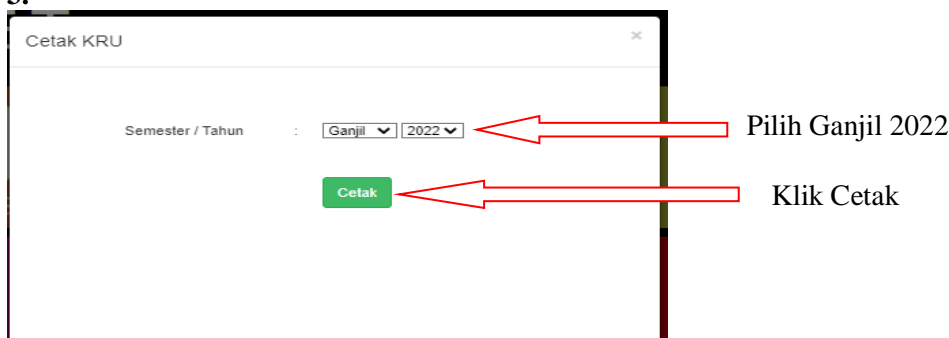 Cetak KRU ×
Semester / Tahun : Ganjil 2022 Pilih Ganjil 2022
Cetak Klik Cetak